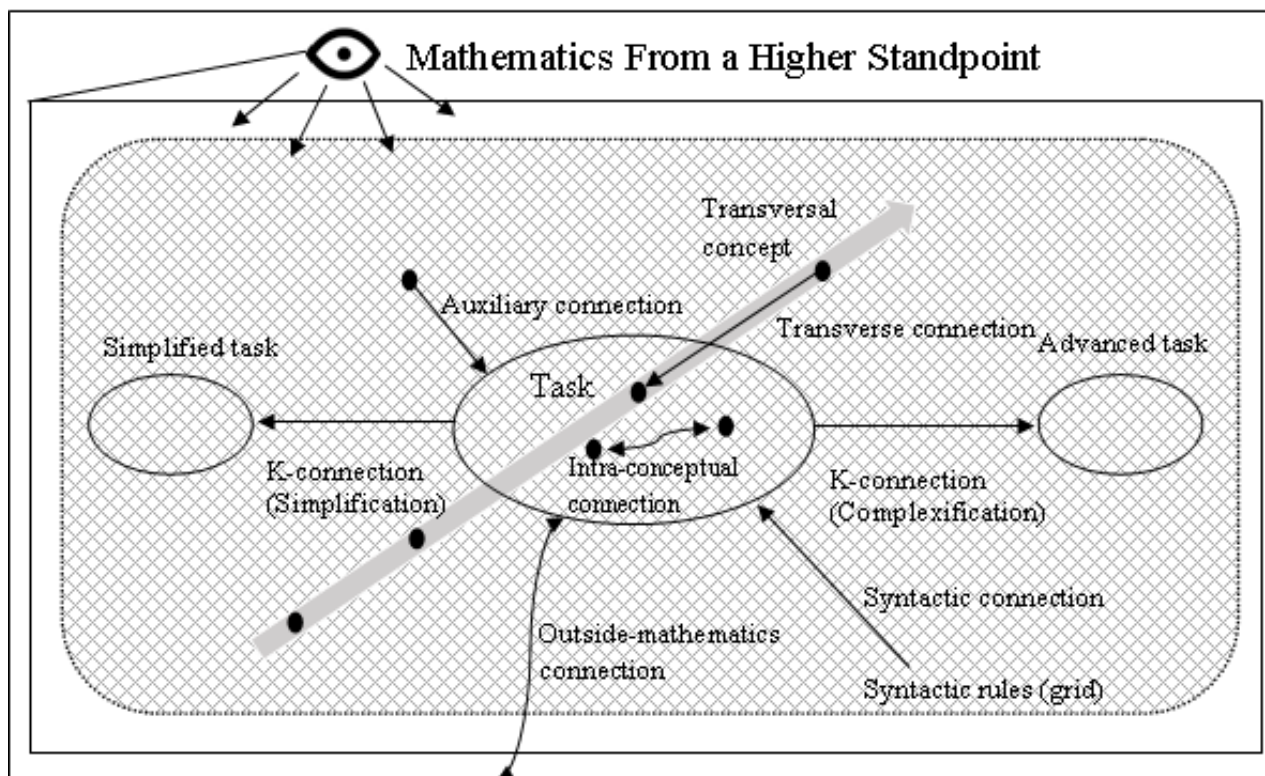 Mathematics From a Higher Standpoint
Transversal
concept
Auxiliary connection
Transverse connection
Simplified task
Advanced task
Task
Intra-conceptual
connection
K-connection
(Simplification)
K-connection
(Complexification)
Syntactic connection
Outside-mathematics
connection
Syntactic rules (grid)